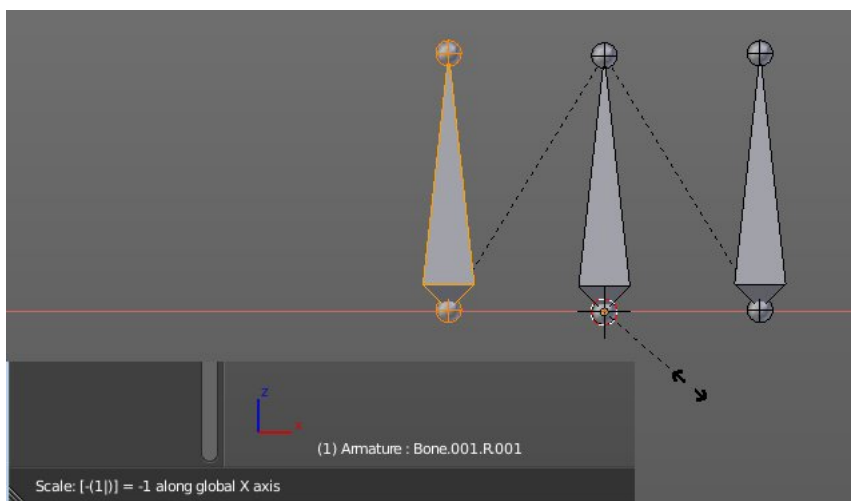 z
x
(1) Armature : Bone.001.R.001
Scale: [-(1|)] = -1 along global X axis